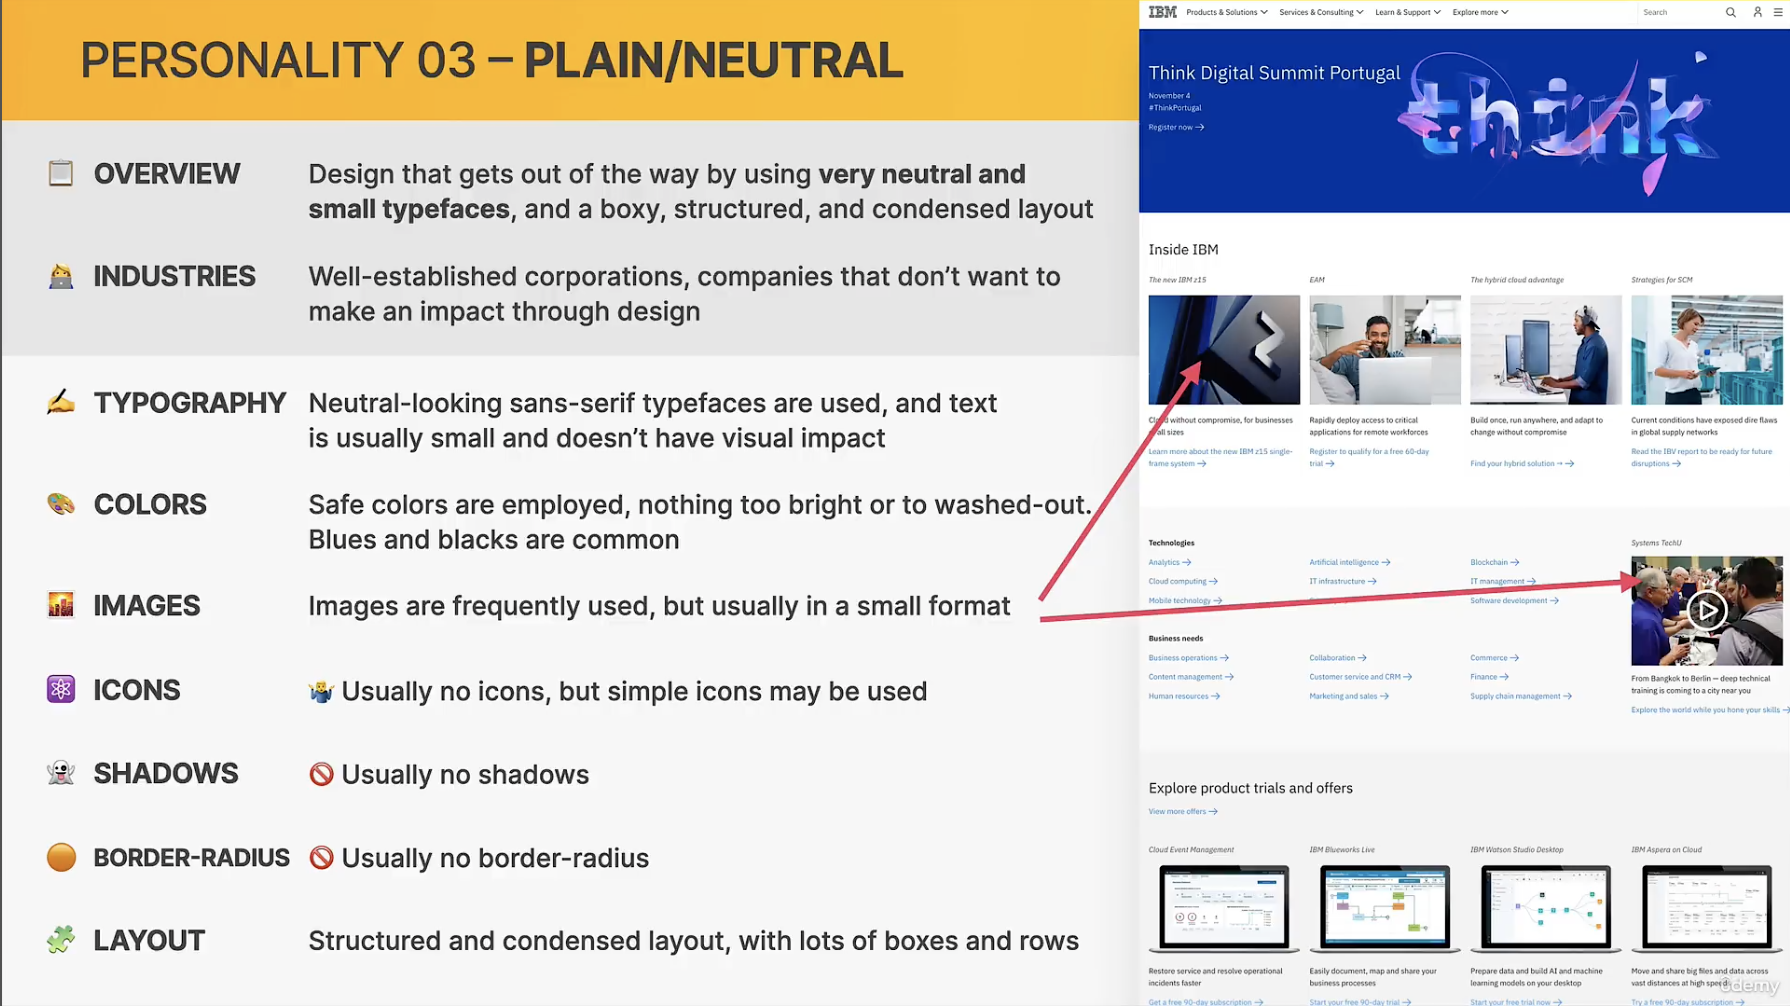 PERSONALITY 03 – PLAIN/NEUTRAL
OVERVIEW
Design that gets out of the way by using very neutral and
small typefaces, and a boxy, structured, and condensed layout
INDUSTRIES
Well-established corporations, companies that don’t want to
make an impact through design
TYPOGRAPHY
Neutral-looking sans-serif typefaces are used, and text
is usually small and doesn’t have visual impact
COLORS
Safe colors are employed, nothing too bright or to washed-out.
Blues and blacks are common
IMAGES
Images are frequently used, but usually in a small format
ICONS
Usually no icons, but simple icons may be used
SHADOWS
Usually no shadows
BORDER-RADIUS
Usually no border-radius
LAYOUT
Structured and condensed layout, with lots of boxes and rows
IBM Products & Solutions Services & Consulting Learn & Support Explore more Search
Think Digital Summit Portugal
November 4
#ThinkPortugal
Register now →
think
Inside IBM
The new IBM z15
Cloud without compromise, for businesses
all sizes
Learn more about the new IBM z15 single-
frame system →
EAM
Rapidly deploy access to critical
applications for remote workforces
Register to qualify for a free 60-day
trial →
The hybrid cloud advantage
Build once, run anywhere, and adapt to
change without compromise
Find your hybrid solution → →
Strategies for SCM
Current conditions have exposed dire flaws
in global supply networks
Read the IBV report to be ready for future
disruptions →
Technologies
Analytics → Artificial intelligence → Blockchain →
Cloud computing → IT infrastructure → IT management →
Mobile technology → Software development →
Business needs
Business operations → Collaboration → Commerce →
Content management → Customer service and CRM → Finance →
Human resources → Marketing and sales → Supply chain management →
Systems TechU
From Bangkok to Berlin — deep technical
training is coming to a city near you
Explore the world while you hone your skills →
Explore product trials and offers
View more offers →
Cloud Event Management
Restore service and resolve operational
incidents faster
Get a free 90-day subscription →
IBM Blueworks Live
Easily document, map and share your
business processes
Start your free 90-day trial →
IBM Watson Studio Desktop
Prepare data and build AI and machine
learning models on your desktop
Start your free trial now →
IBM Aspera on Cloud
Move and share big files and data across
vast distances at high speed
Try a free 90-day subscription →
ûdemy